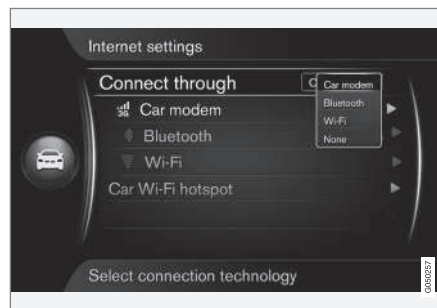 Internet settings
Connect through
Car modem
Bluetooth
Wi-Fi
None
3G Car modem
Bluetooth
Wi-Fi
Car Wi-Fi hotspot
Select connection technology
G050257